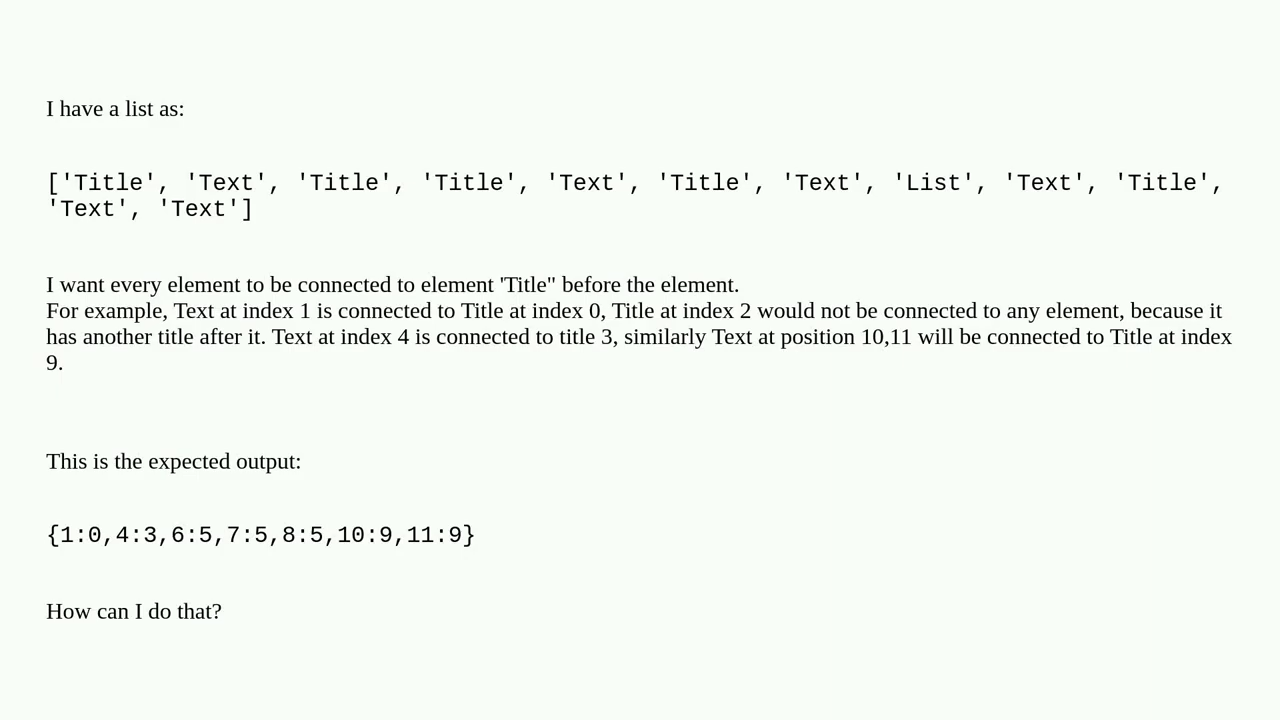 I have a list as:
['Title', 'Text', 'Title', 'Title', 'Text', 'Title', 'Text', 'List', 'Text', 'Title',
'Text', 'Text']
I want every element to be connected to element 'Title" before the element.
For example, Text at index 1 is connected to Title at index 0, Title at index 2 would not be connected to any element, because it
has another title after it. Text at index 4 is connected to title 3, similarly Text at position 10,11 will be connected to Title at index
9.
This is the expected output:
{1:0,4:3,6:5,7:5,8:5,10:9,11:9}
How can I do that?